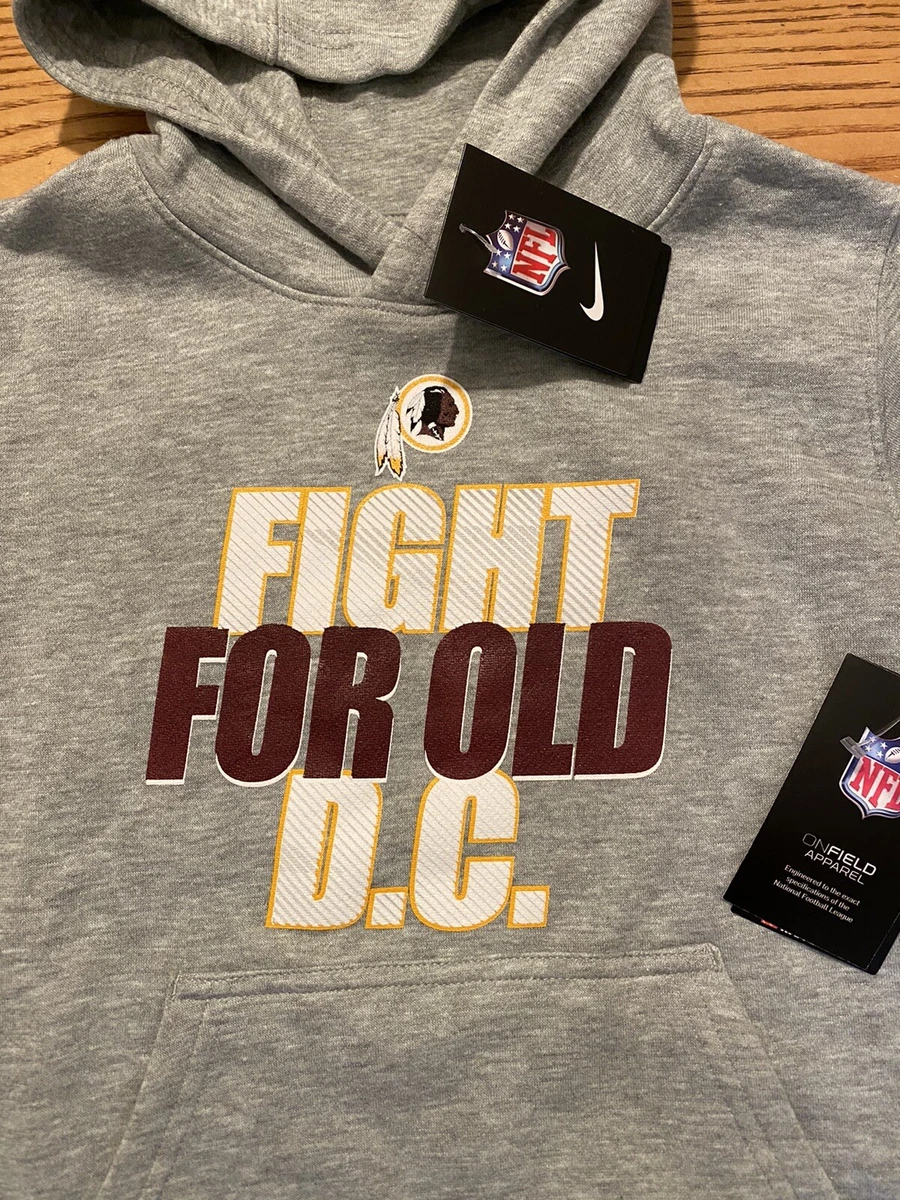 NFL
FIGHT
FOR OLD
D.C.
NFL
ONFIELD
APPAREL
Engineered to the exact
specifications of the
National Football League